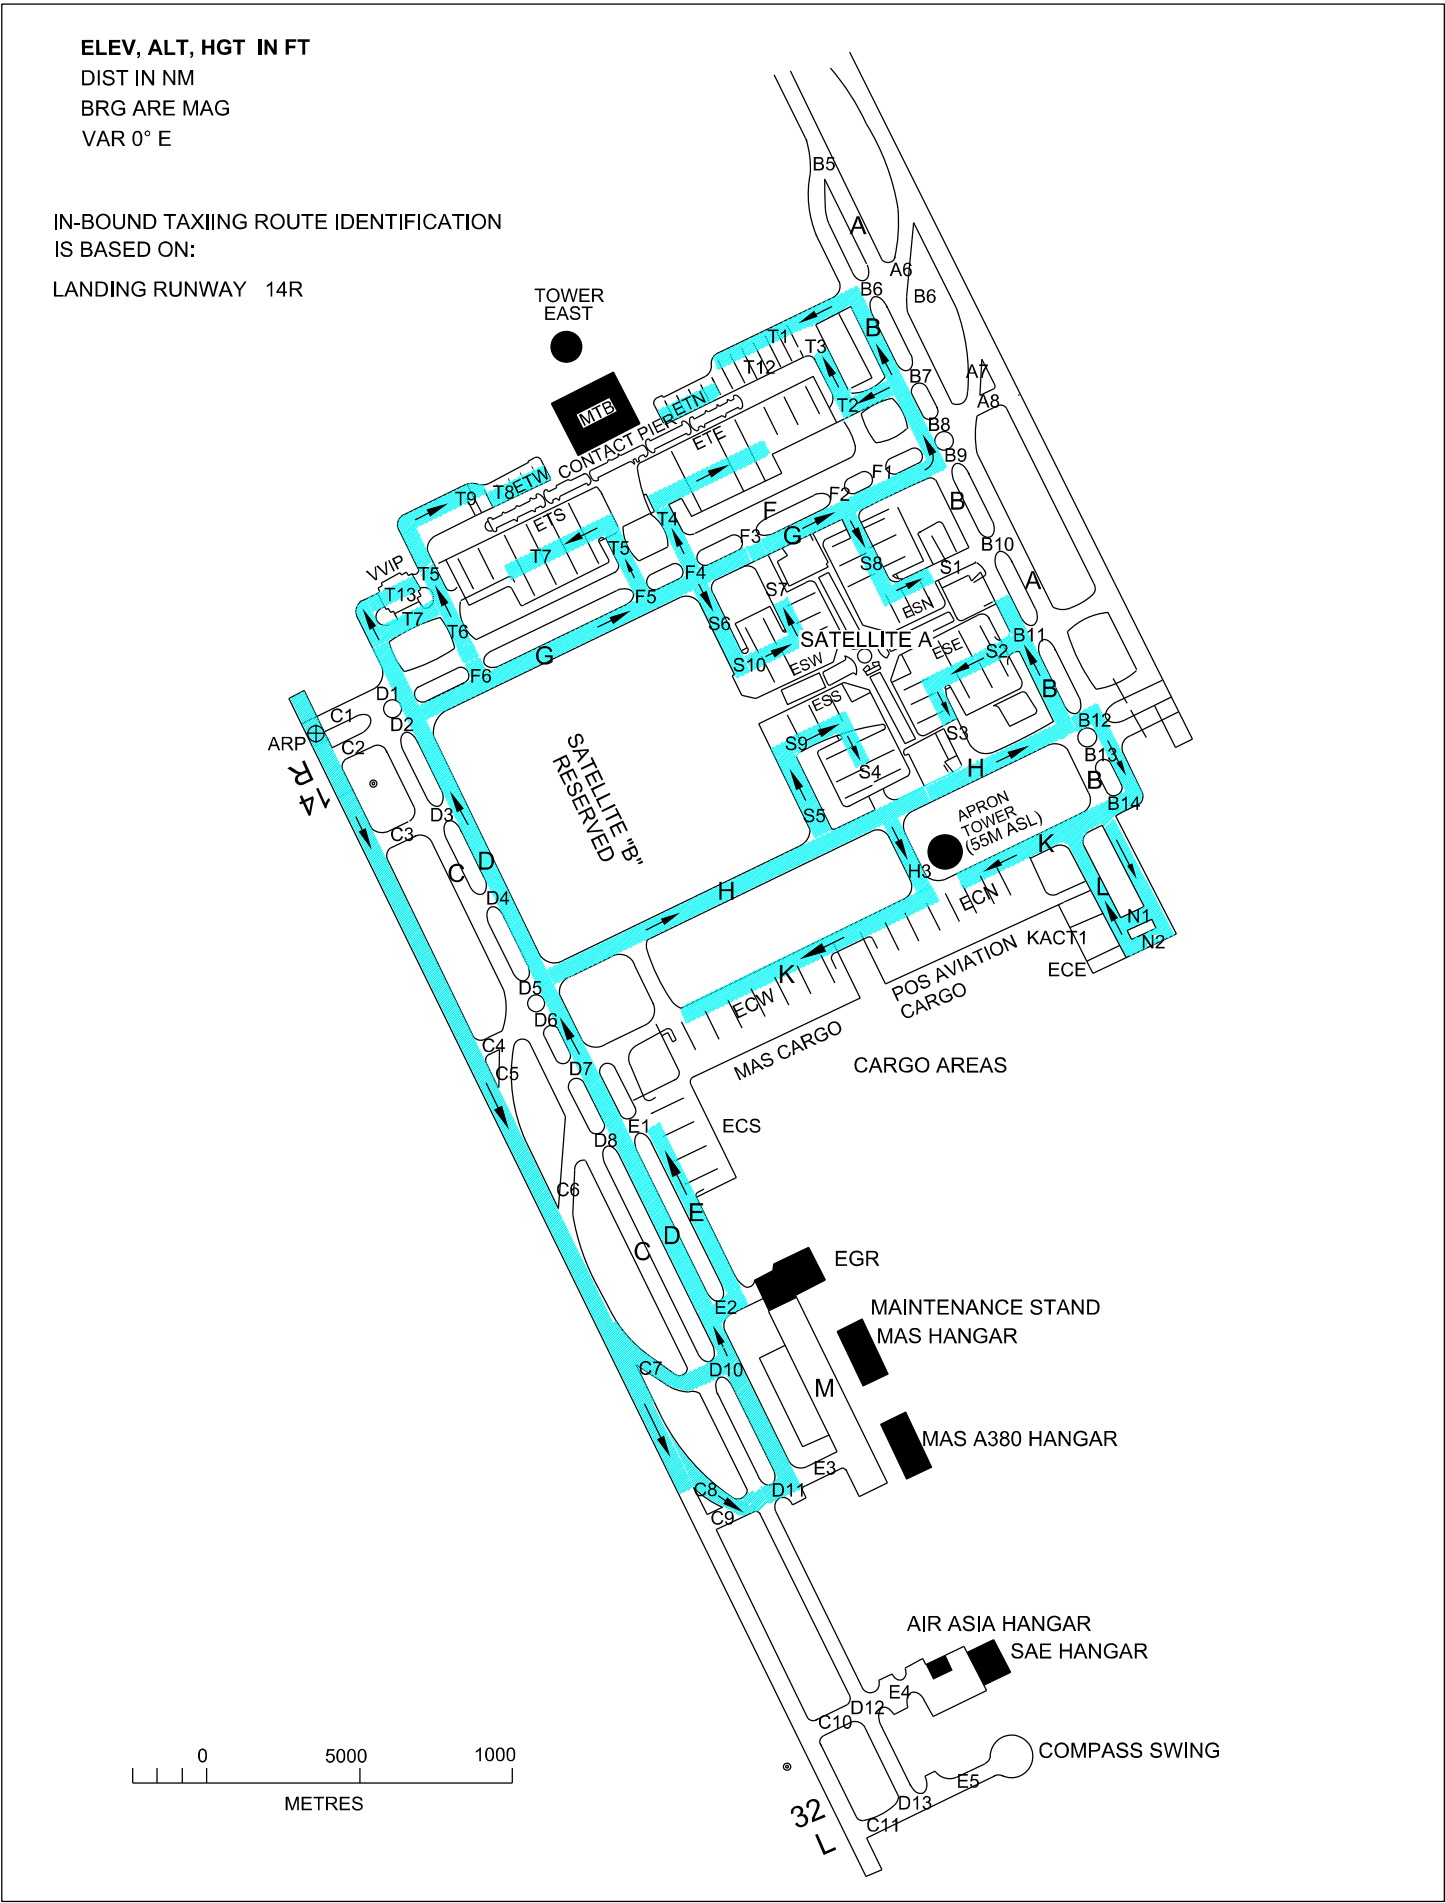 ELEV, ALT, HGT IN FT
DIST IN NM
BRG ARE MAG
VAR 0° E
IN-BOUND TAXIING ROUTE IDENTIFICATION
IS BASED ON:
LANDING RUNWAY 14R
B5
A
A6
B6
B6
TOWER
EAST
B
T1
T3
T12
A7
B7
A8
MTB
ETN
T2
CONTACT PIER
B8
ETE
B9
F1
T8
ETW
T9
F2
B
F
T4
ETS
G
F3
B10
T7
T5
S8
S1
VVIP
T5
F4
A
T13
F5
S7
ESN
T7
S6
T6
SATELLITE A
B11
ESE
S2
G
S10
ESW
F6
B
D1
ESS
C1
D2
B12
ARP
C2
S9
S3
B13
SATELLITE "B"
RESERVED
S4
H
B
14
R
B14
D3
S5
APRON
TOWER
(55M ASL)
C3
K
C
D
H3
H
D4
ECN
L
N1
KACT1
N2
K
POS AVIATION
CARGO
ECE
D5
ECW
D6
MAS CARGO
C4
CARGO AREAS
C5
D7
E1
ECS
D8
C6
E
D
C
EGR
E2
MAINTENANCE STAND
MAS HANGAR
C7
D10
M
MAS A380 HANGAR
E3
C8
D11
C9
AIR ASIA HANGAR
SAE HANGAR
E4
D12
C10
COMPASS SWING
0 5000 1000
METRES
E5
D13
32
L
C11